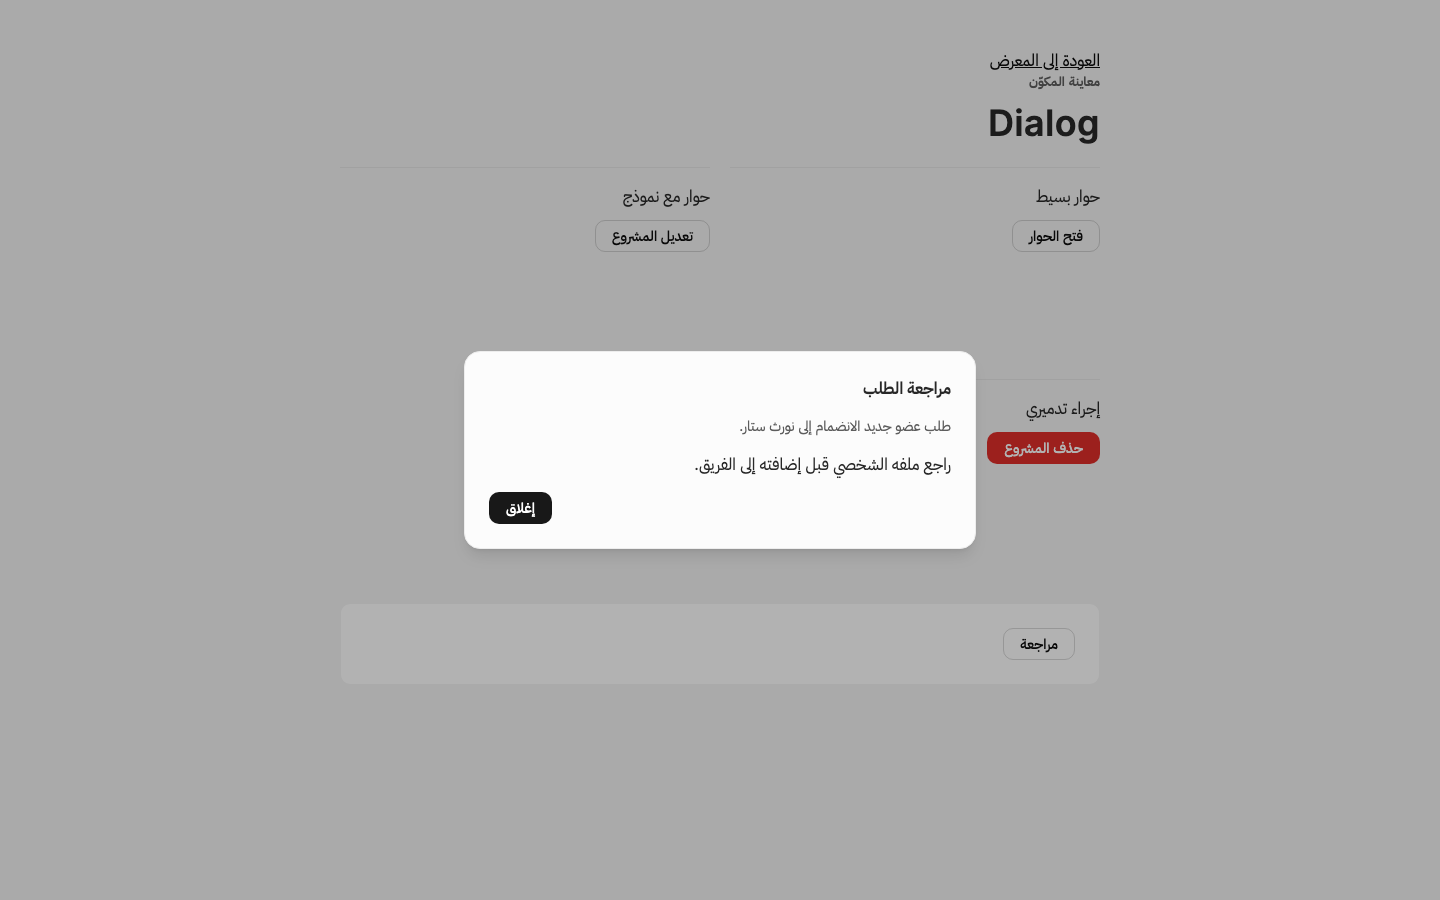 العودة إلى المعرض
معاينة المكوّن
Dialog
حوار بسيط
فتح الحوار
حوار مع نموذج
تعديل المشروع
إجراء تدميري
حذف المشروع
مراجعة الطلب
طلب عضو جديد الانضمام إلى نورث ستار.
راجع ملفه الشخصي قبل إضافته إلى الفريق.
إغلاق
مراجعة